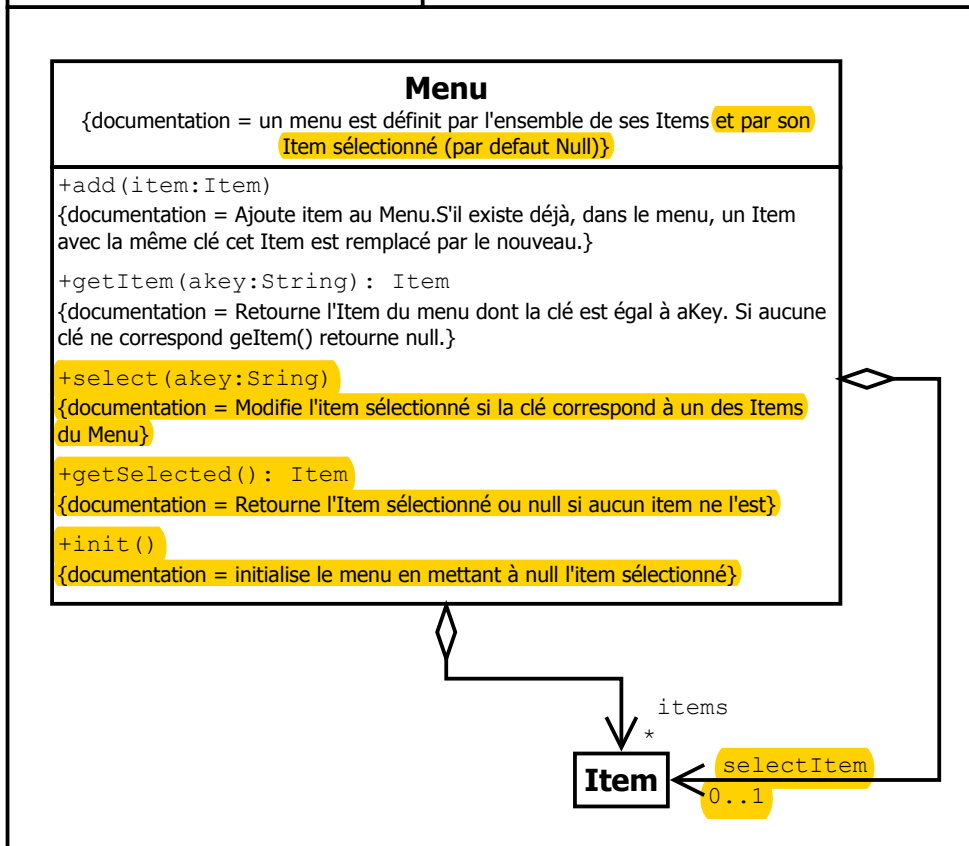 Menu
{documentation = un menu est définit par l'ensemble de ses Items et par son
Item sélectionné (par defaut Null)}
+add(item:Item)
{documentation = Ajoute item au Menu.S'il existe déjà, dans le menu, un Item
avec la même clé cet Item est remplacé par le nouveau.}
+getItem(akey:String): Item
{documentation = Retourne l'Item du menu dont la clé est égal à aKey. Si aucune
clé ne correspond geItem() retourne null.}
+select(akey:Sring)
{documentation = Modifie l'item sélectionné si la clé correspond à un des Items
du Menu}
+getSelected(): Item
{documentation = Retourne l'Item sélectionné ou null si aucun item ne l'est}
+init()
{documentation = initialise le menu en mettant à null l'item sélectionné}
items
*
Item
selectItem
0..1